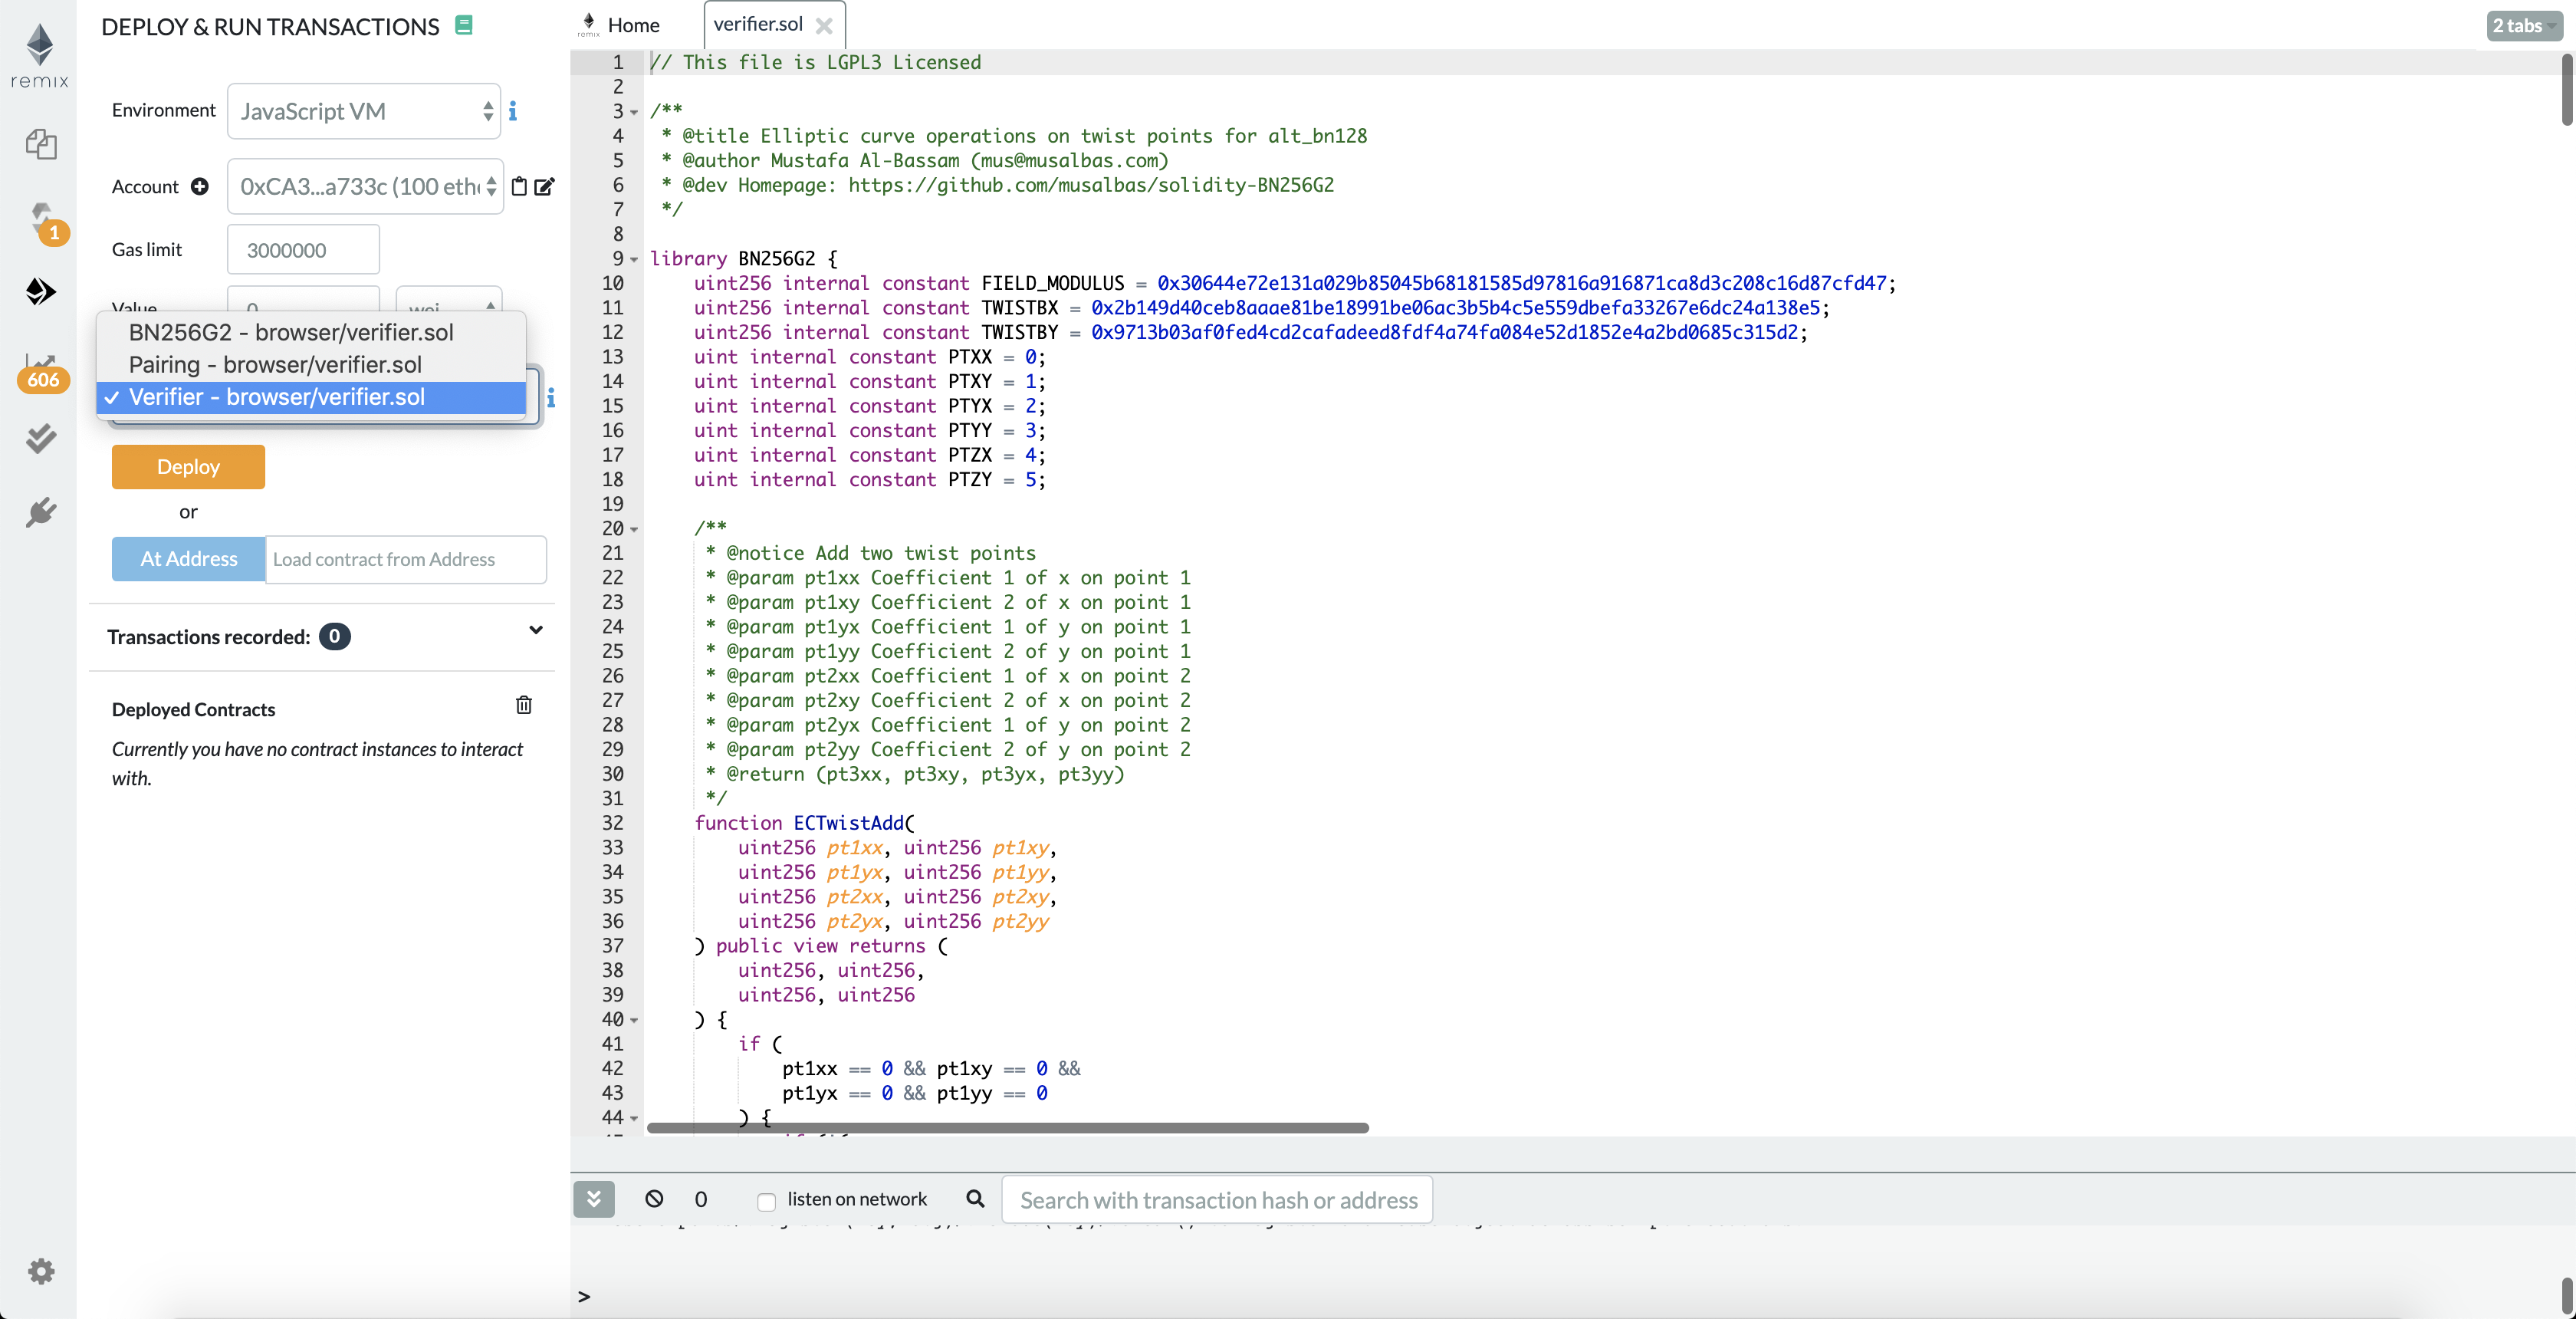 remix
1
606
DEPLOY & RUN TRANSACTIONS
Environment
JavaScript VM
Account
0xCA3...a733c (100 eth
Gas limit
3000000
Value
0
wei
BN256G2 - browser/verifier.sol
Pairing - browser/verifier.sol
✓ Verifier - browser/verifier.sol
Deploy
or
At Address
Load contract from Address
Transactions recorded: 0
Deployed Contracts
Currently you have no contract instances to interact
with.
remix
Home
verifier.sol
2 tabs
1 // This file is LGPL3 Licensed
2
3 /**
4 * @title Elliptic curve operations on twist points for alt_bn128
5 * @author Mustafa Al-Bassam (mus@musalbas.com)
6 * @dev Homepage: https://github.com/musalbas/solidity-BN256G2
7 */
8
9 library BN256G2 {
10 uint256 internal constant FIELD_MODULUS = 0x30644e72e131a029b85045b68181585d97816a916871ca8d3c208c16d87cfd47;
11 uint256 internal constant TWISTBX = 0x2b149d40ceb8aaae81be18991be06ac3b5b4c5e559dbefa33267e6dc24a138e5;
12 uint256 internal constant TWISTBY = 0x9713b03af0fed4cd2cafadeed8fdf4a74fa084e52d1852e4a2bd0685c315d2;
13 uint internal constant PTXX = 0;
14 uint internal constant PTXY = 1;
15 uint internal constant PTYX = 2;
16 uint internal constant PTYY = 3;
17 uint internal constant PTZX = 4;
18 uint internal constant PTZY = 5;
19
20 /**
21 * @notice Add two twist points
22 * @param pt1xx Coefficient 1 of x on point 1
23 * @param pt1xy Coefficient 2 of x on point 1
24 * @param pt1yx Coefficient 1 of y on point 1
25 * @param pt1yy Coefficient 2 of y on point 1
26 * @param pt2xx Coefficient 1 of x on point 2
27 * @param pt2xy Coefficient 2 of x on point 2
28 * @param pt2yx Coefficient 1 of y on point 2
29 * @param pt2yy Coefficient 2 of y on point 2
30 * @return (pt3xx, pt3xy, pt3yx, pt3yy)
31 */
32 function ECTwistAdd(
33 uint256 pt1xx, uint256 pt1xy,
34 uint256 pt1yx, uint256 pt1yy,
35 uint256 pt2xx, uint256 pt2xy,
36 uint256 pt2yx, uint256 pt2yy
37 ) public view returns (
38 uint256, uint256,
39 uint256, uint256
40 ) {
41 if (
42 pt1xx == 0 && pt1xy == 0 &&
43 pt1yx == 0 && pt1yy == 0
44 ) {
0
listen on network
Search with transaction hash or address
>